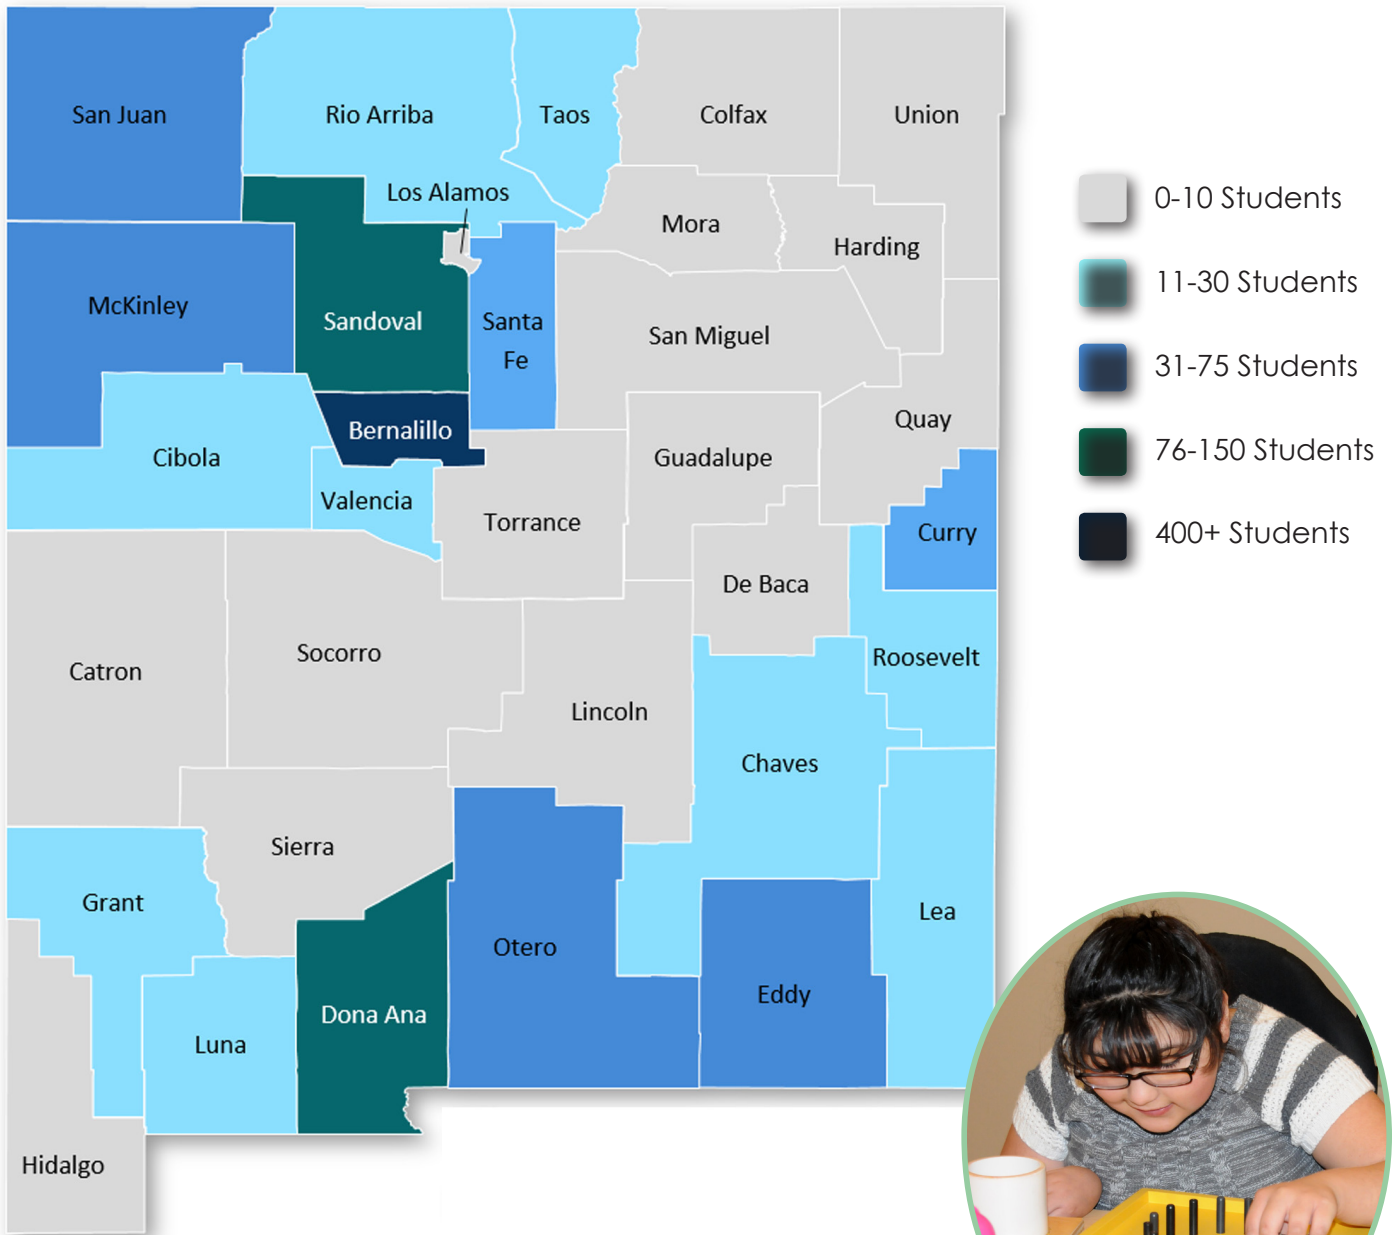 San Juan
Rio Arriba
Taos
Colfax
Union
Los Alamos
Mora
Harding
McKinley
Sandoval
Santa
Fe
San Miguel
Quay
Bernalillo
Cibola
Guadalupe
Valencia
Torrance
Curry
De Baca
Socorro
Roosevelt
Catron
Lincoln
Chaves
Sierra
Grant
Lea
Otero
Eddy
Dona Ana
Luna
Hidalgo
0-10 Students
11-30 Students
31-75 Students
76-150 Students
400+ Students